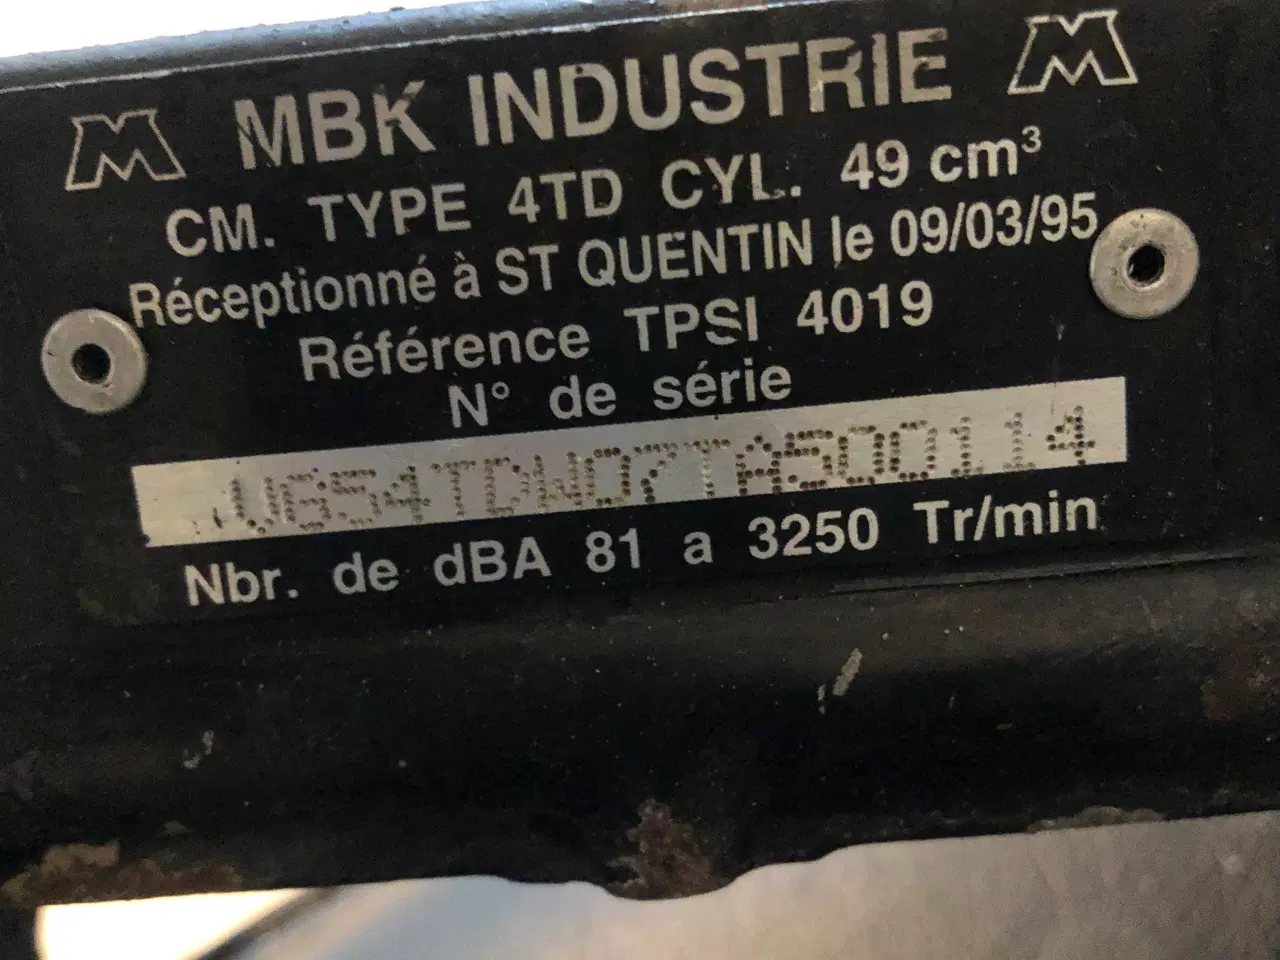 M MBK INDUSTRIE M
CM. TYPE 4TD CYL. 49 cm³
Réceptionné à ST QUENTIN le 09/03/95
Référence TPSI 4019
N° de série
Nbr. de dBA 81 a 3250 Tr/min